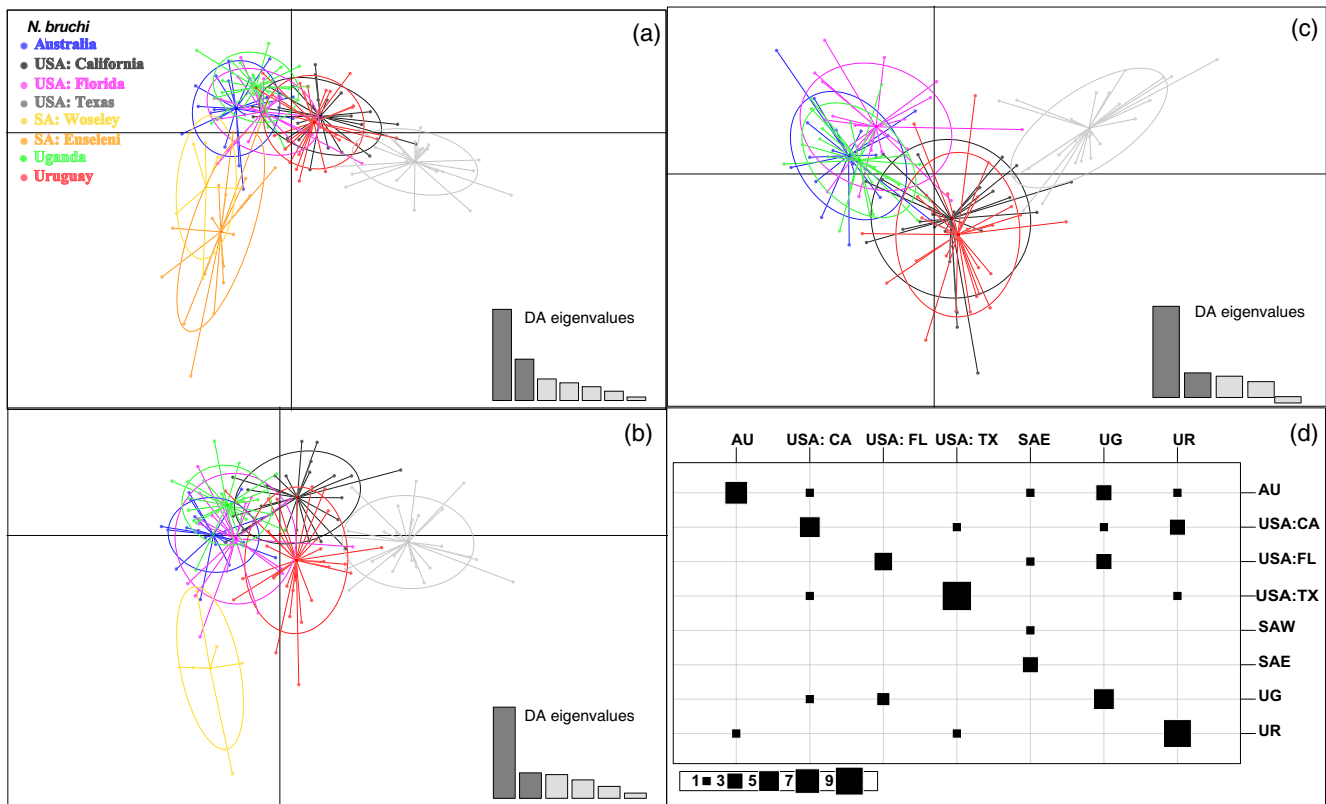 N. bruchi
Australia
USA: California
USA: Florida
USA: Texas
SA: Woseley
SA: Enseleni
Uganda
Uruguay
(a)
DA eigenvalues
(c)
DA eigenvalues
(b)
DA eigenvalues
(d)
AU USA: CA USA: FL USA: TX SAE UG UR
AU
USA:CA
USA:FL
USA:TX
SAW
SAE
UG
UR
1 3 5 7 9